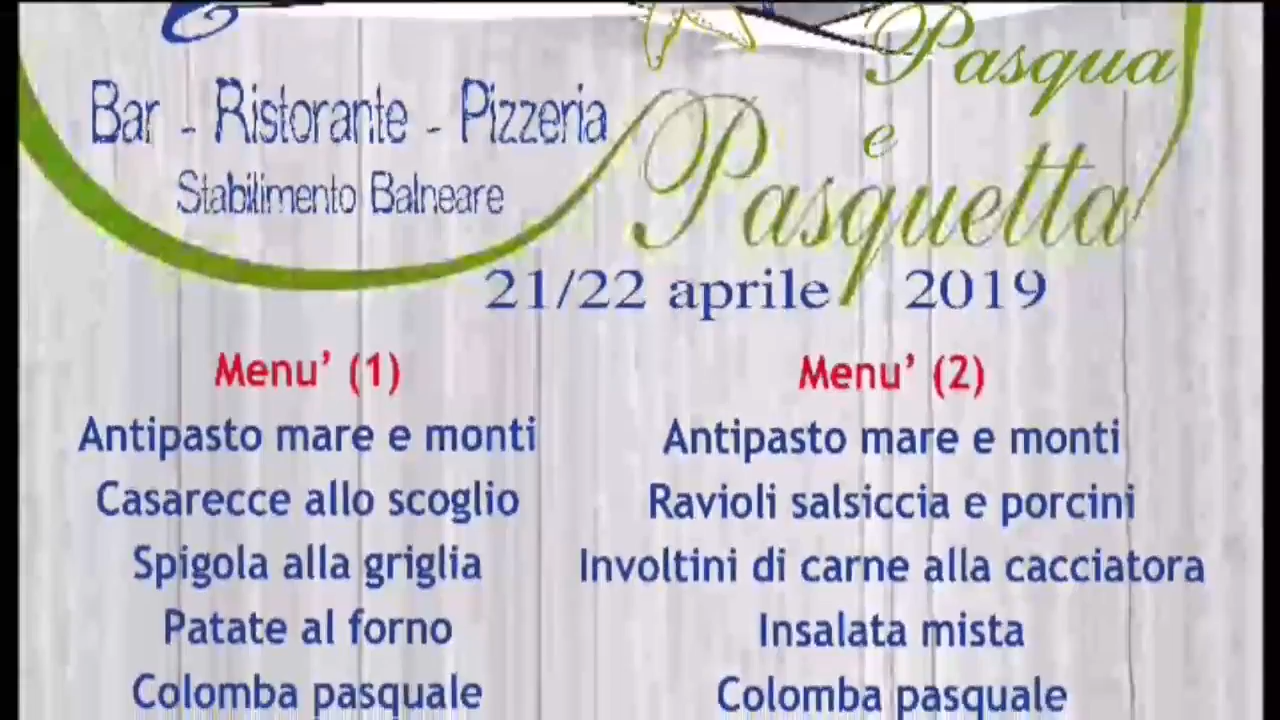 Bar - Ristorante - Pizzeria
Stabilimento Balneare
Pasqua
e
Pasquetta
21/22 aprile 2019
Menu' (1)
Antipasto mare e monti
Casarecce allo scoglio
Spigola alla griglia
Patate al forno
Colomba pasquale
Menu' (2)
Antipasto mare e monti
Ravioli salsiccia e porcini
Involtini di carne alla cacciatora
Insalata mista
Colomba pasquale